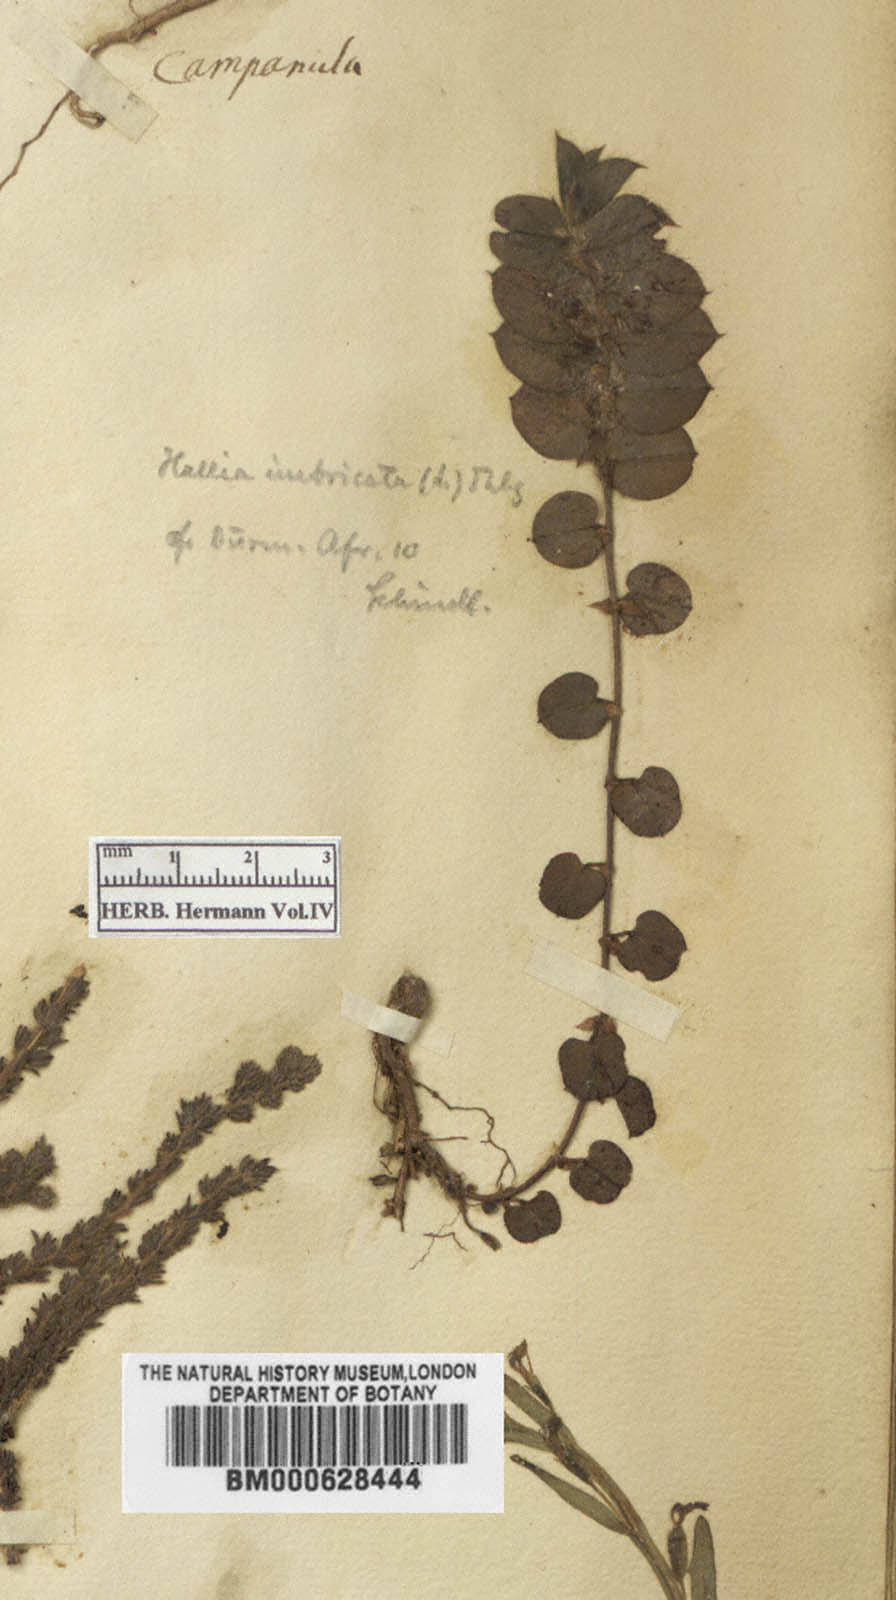 Campanula
Hallia imbricata (L.) Thbg
cf. Burm. Afr. 10
Schindl.
mm 1 2 3
HERB. Hermann Vol.IV
THE NATURAL HISTORY MUSEUM,LONDON
DEPARTMENT OF BOTANY
BM000628444